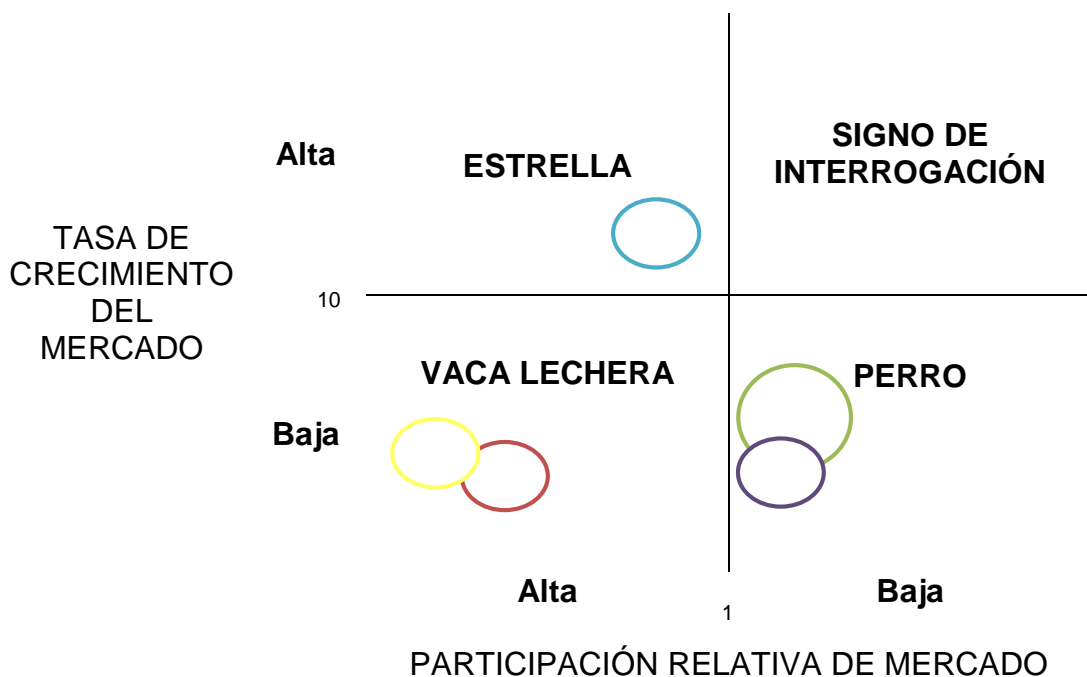 Alta
ESTRELLA
SIGNO DE
INTERROGACIÓN
TASA DE
CRECIMIENTO
DEL
MERCADO
10
VACA LECHERA
PERRO
Baja
Alta
1
Baja
PARTICIPACIÓN RELATIVA DE MERCADO